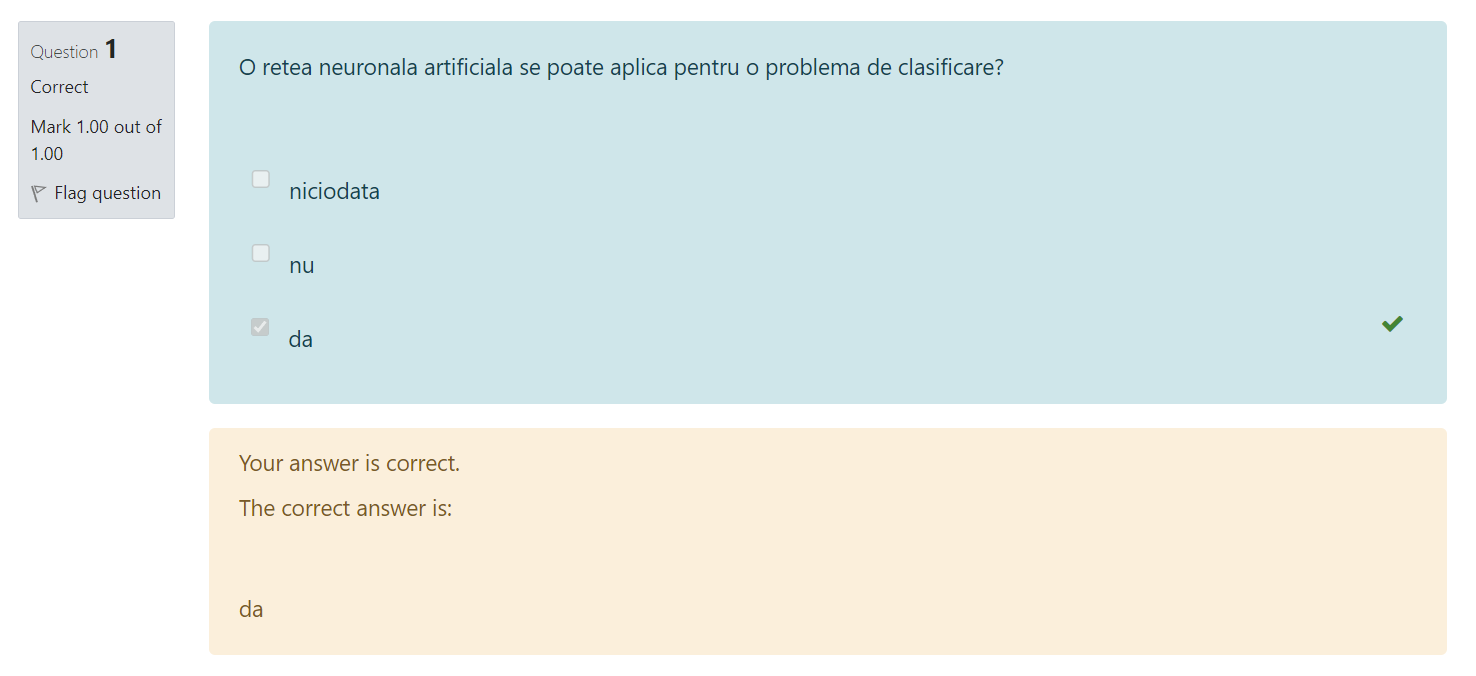 Question 1
Correct
Mark 1.00 out of
1.00
Flag question
O retea neuronala artificiala se poate aplica pentru o problema de clasificare?
niciodata
nu
da
Your answer is correct.
The correct answer is:
da